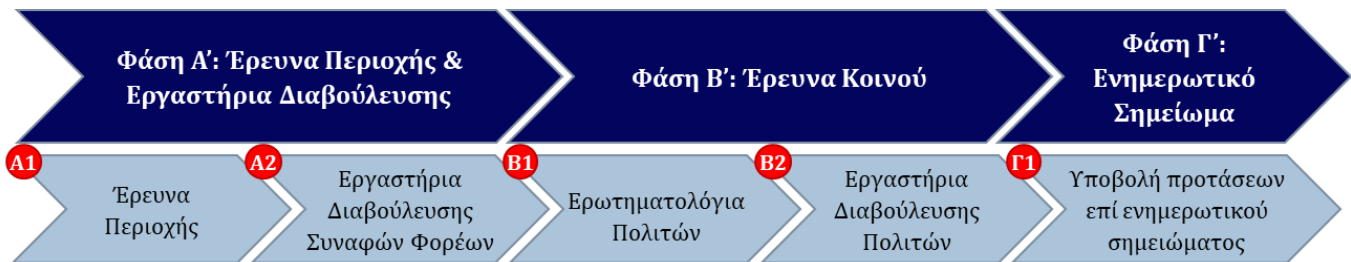 Φάση Α’: Έρευνα Περιοχής &
Εργαστήρια Διαβούλευσης
Φάση Β’: Έρευνα Κοινού
Φάση Γ’:
Ενημερωτικό
Σημείωμα
Α1
Έρευνα
Περιοχής
Α2
Εργαστήρια
Διαβούλευσης
Συναφών Φορέων
Β1
Ερωτηματολόγια
Πολιτών
Β2
Εργαστήρια
Διαβούλευσης
Πολιτών
Γ1
Υποβολή προτάσεων
επί ενημερωτικού
σημειώματος